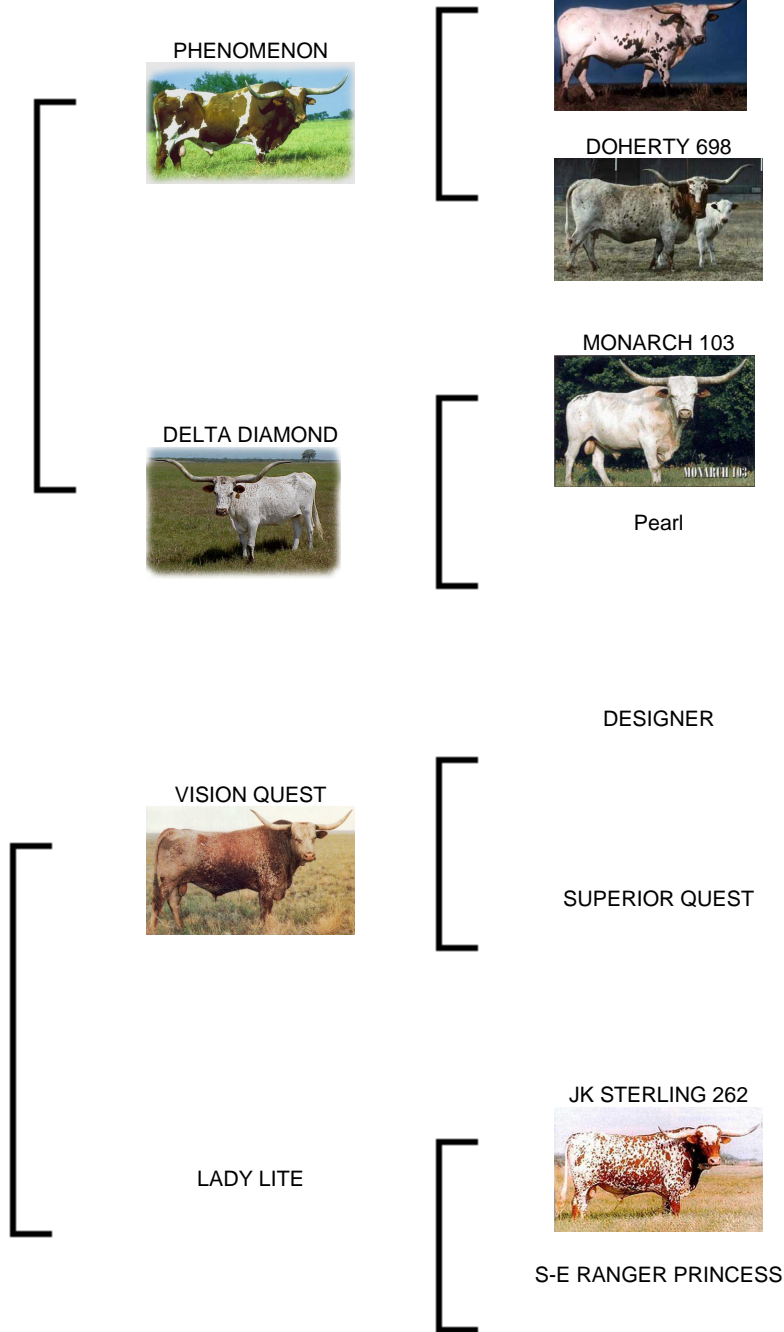 PHENOMENON
DOHERTY 698
MONARCH 103
MONARCH 103
DELTA DIAMOND
Pearl
DESIGNER
VISION QUEST
SUPERIOR QUEST
JK STERLING 262
LADY LITE
S-E RANGER PRINCESS